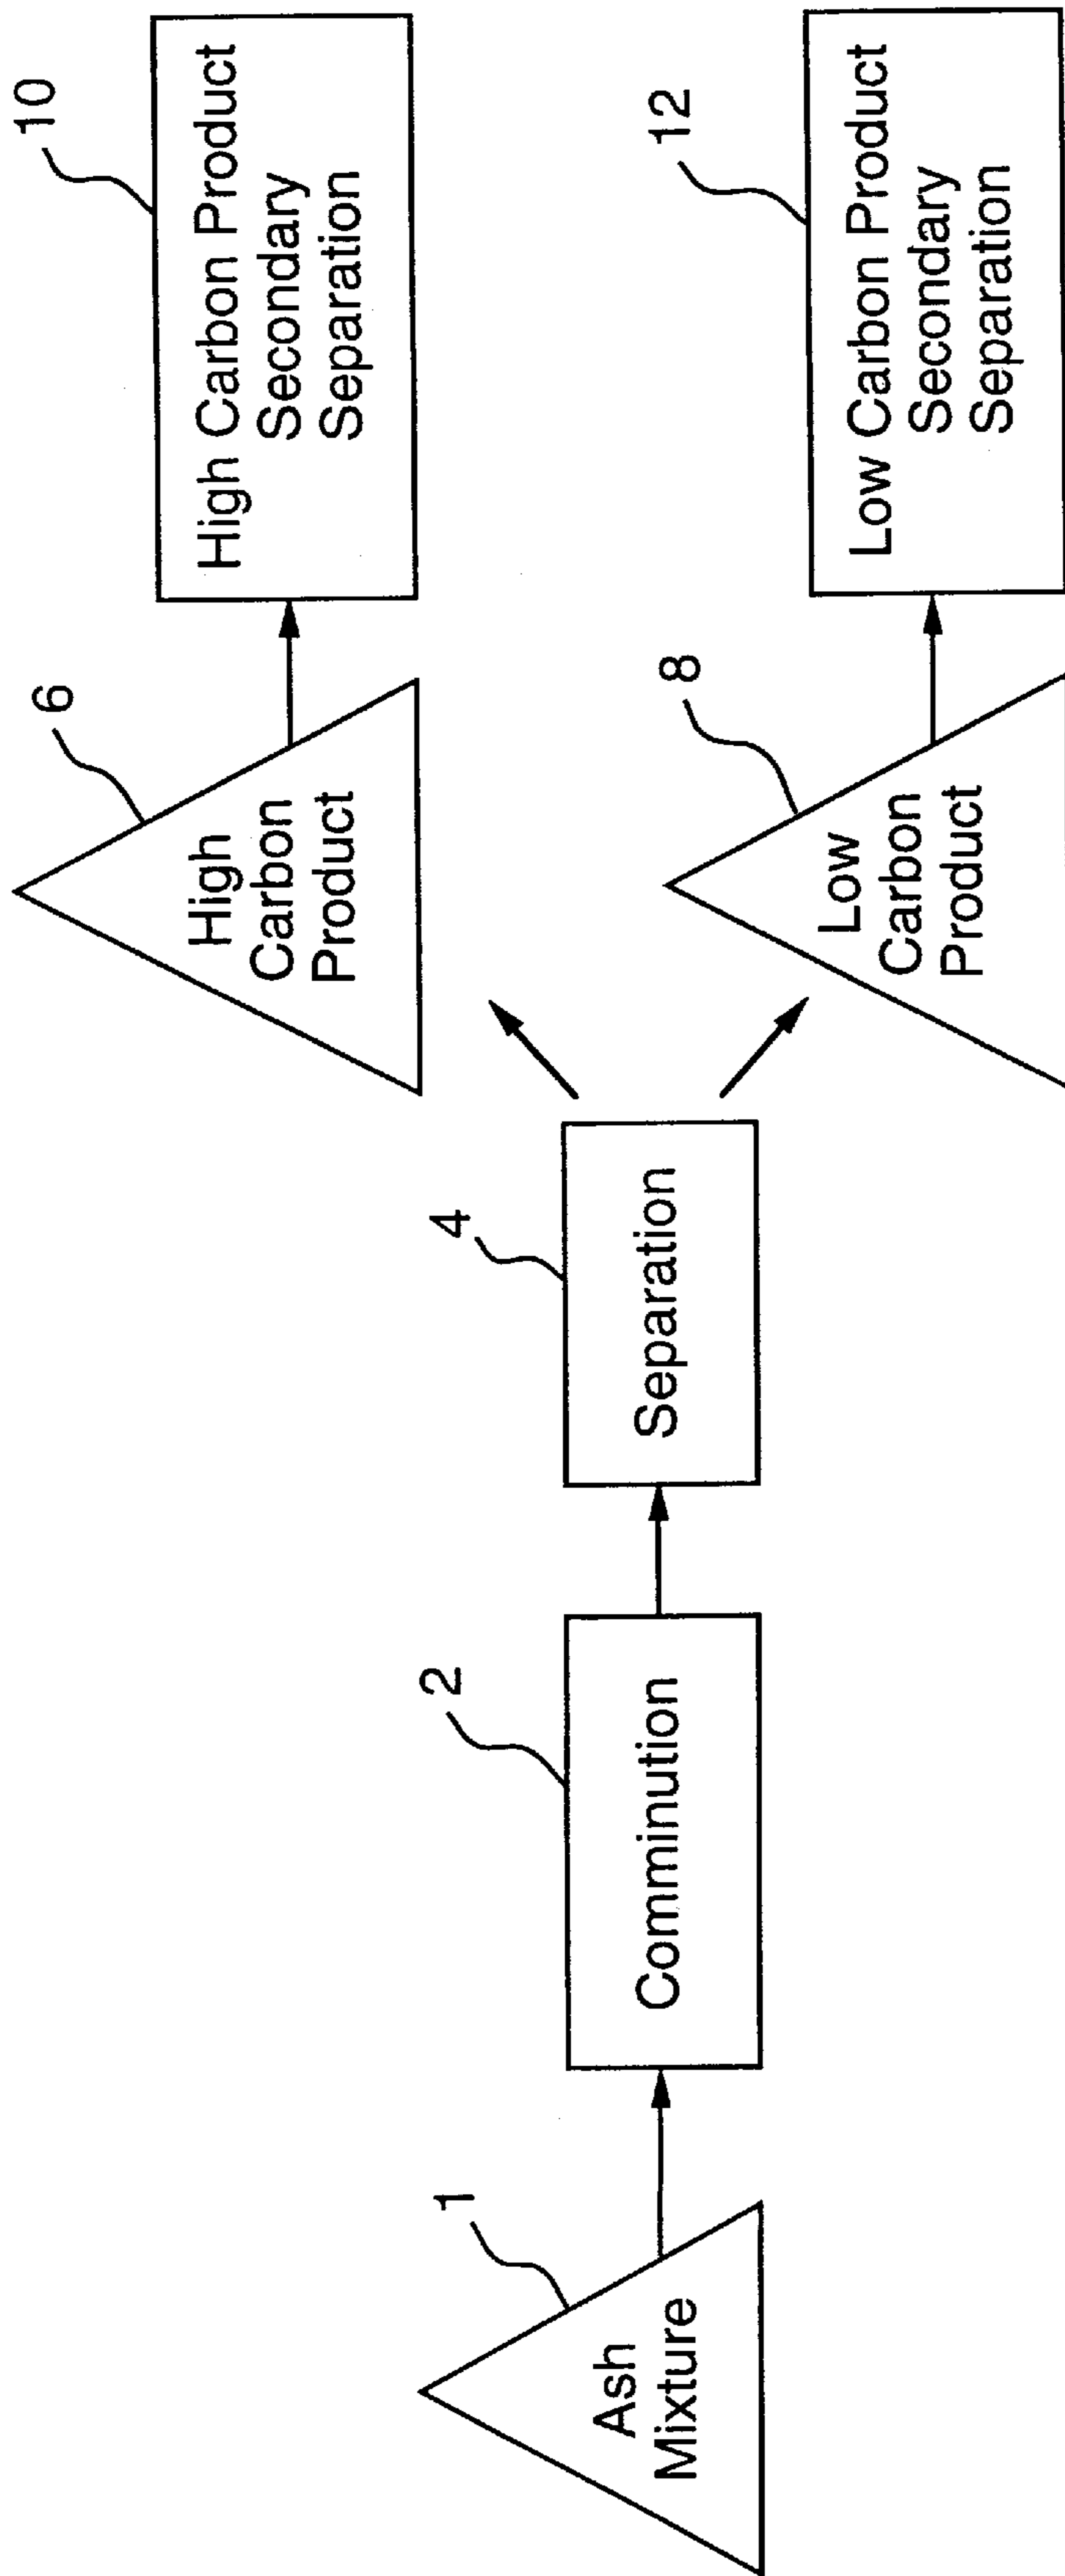 1
Ash
Mixture
2
Comminution
4
Separation
6
High
Carbon
Product
10
High Carbon Product
Secondary
Separation
8
Low
Carbon
Product
12
Low Carbon Product
Secondary
Separation